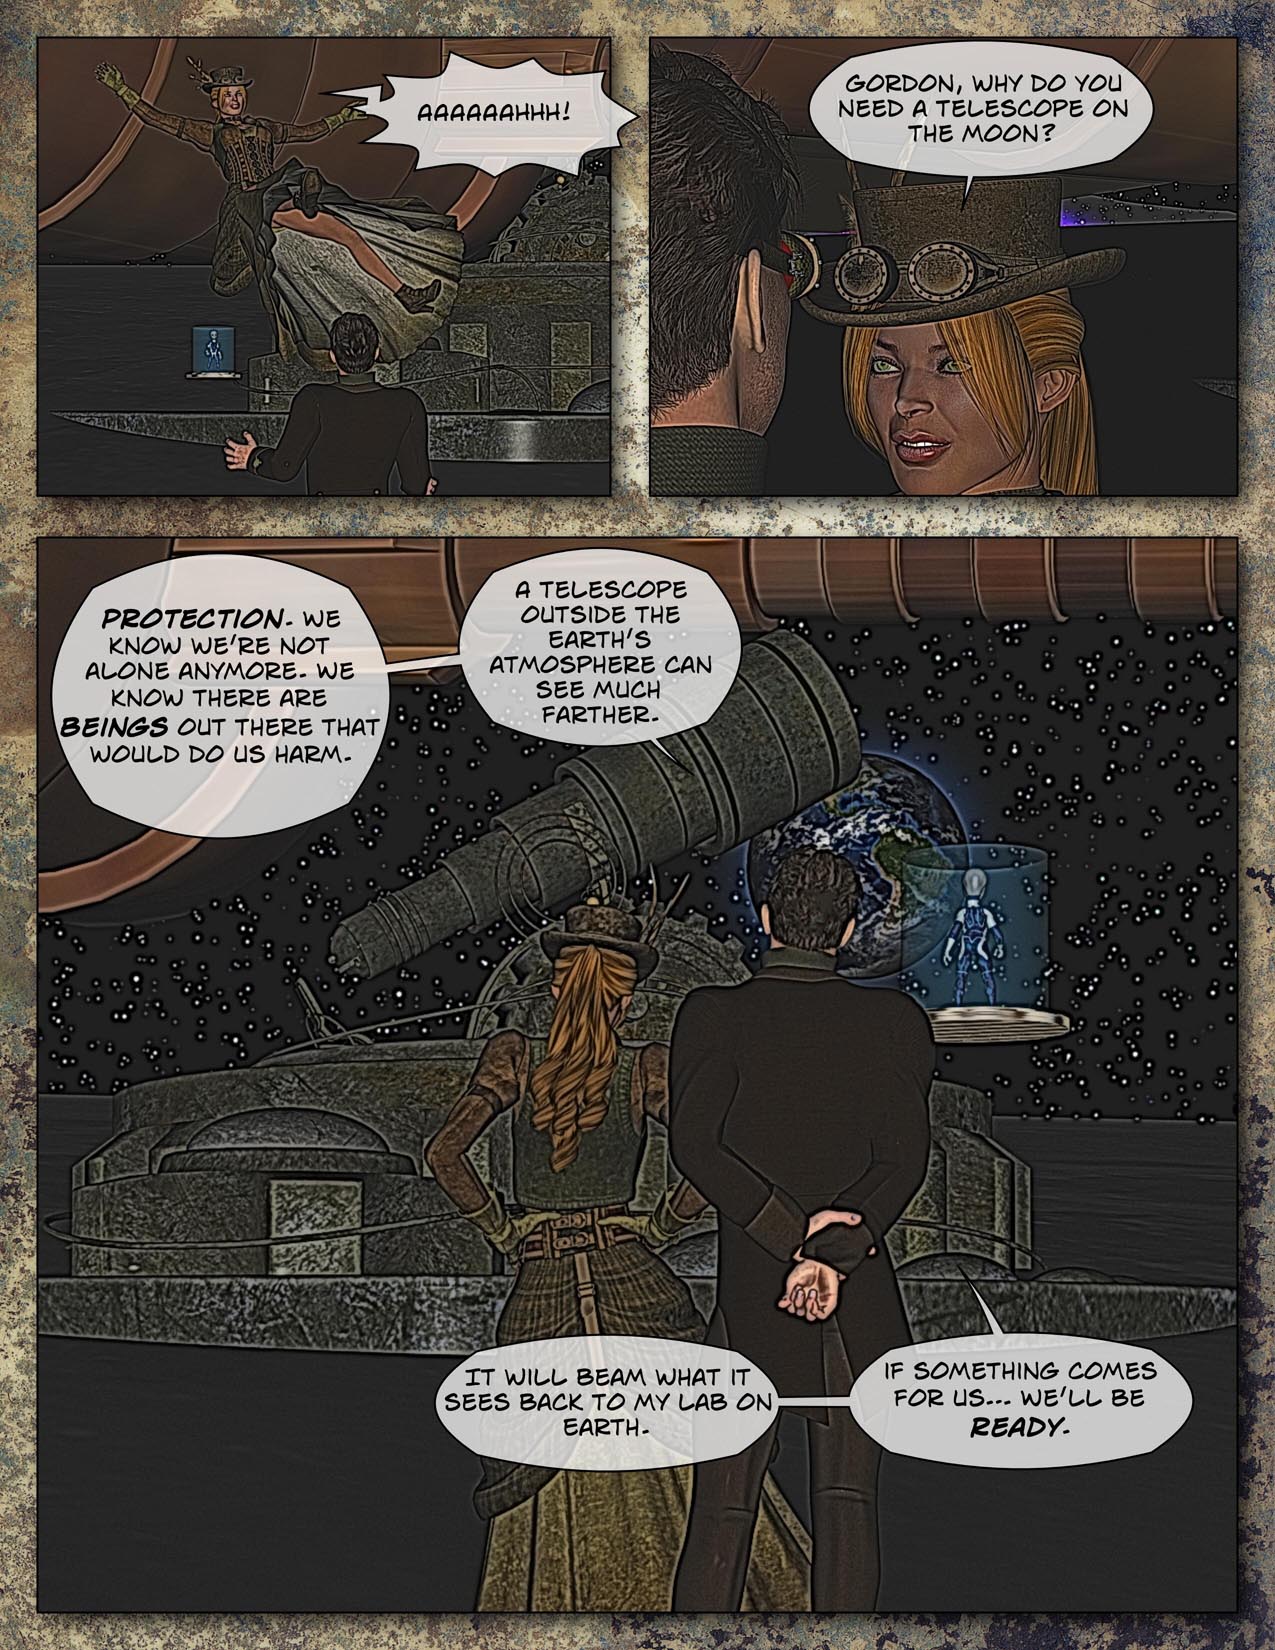 AAAAAAHHH!
GORDON, WHY DO YOU
NEED A TELESCOPE ON
THE MOON?
PROTECTION. WE
KNOW WE'RE NOT
ALONE ANYMORE. WE
KNOW THERE ARE
BEINGS OUT THERE THAT
WOULD DO US HARM.
A TELESCOPE
OUTSIDE THE
EARTH'S
ATMOSPHERE CAN
SEE MUCH
FARTHER.
IT WILL BEAM WHAT IT
SEES BACK TO MY LAB ON
EARTH.
IF SOMETHING COMES
FOR US... WE'LL BE
READY.